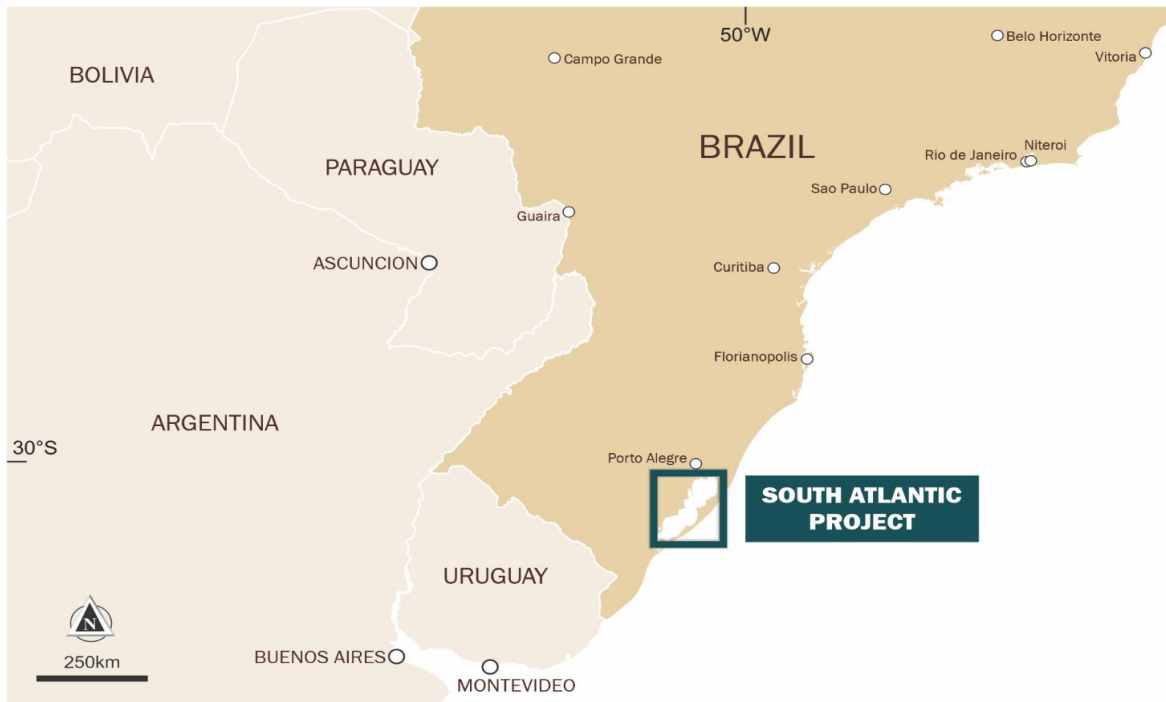 50°W
Belo Horizonte
Campo Grande
Vitoria
BOLIVIA
BRAZIL
Niteroi
Rio de Janeiro
PARAGUAY
Sao Paulo
Guaira
ASCUNCION
Curitiba
Florianopolis
ARGENTINA
30°S
Porto Alegre
SOUTH ATLANTIC
PROJECT
URUGUAY
N
250km
BUENOS AIRES
MONTEVIDEO